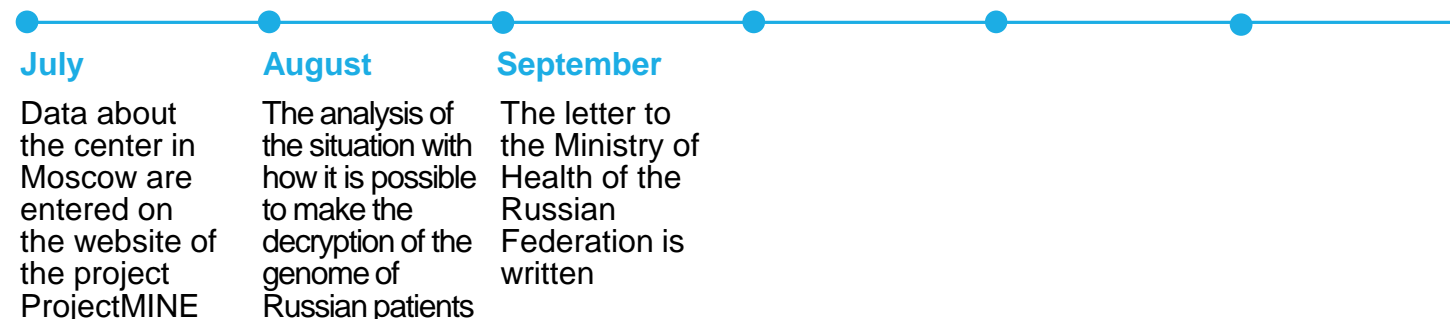 July
Data about
the center in
Moscow are
entered on
the website of
the project
ProjectMINE
August
The analysis of
the situation with
how it is possible
to make the
decryption of the
genome of
Russian patients
September
The letter to
the Ministry of
Health of the
Russian
Federation is
written